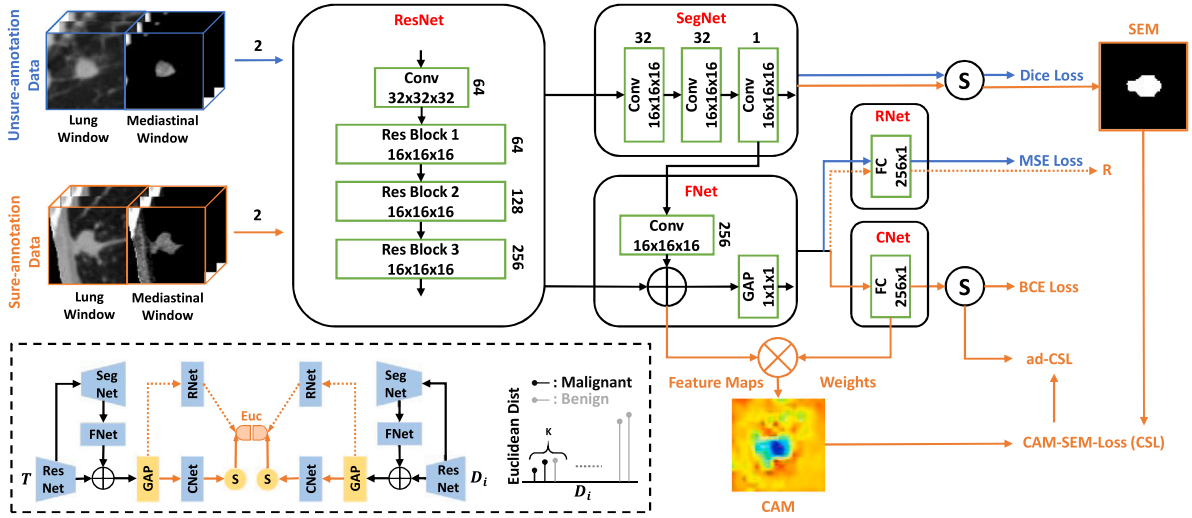 Unsure-annotation
Data
Lung
Window
Mediastinal
Window
2
Sure-annotation
Data
Lung
Window
Mediastinal
Window
2
ResNet
Conv
32x32x32
64
Res Block 1
16x16x16
64
Res Block 2
16x16x16
128
Res Block 3
16x16x16
256
SegNet
32
32
1
Conv
16x16x16
Conv
16x16x16
Conv
16x16x16
S
Dice Loss
SEM
FNet
Conv
16x16x16
256
GAP
1x1x1
RNet
FC
256x1
MSE Loss
R
CNet
FC
256x1
S
BCE Loss
ad-CSL
Feature Maps
Weights
CAM
CAM-SEM-Loss (CSL)
T
Res
Net
Seg
Net
FNet
GAP
RNet
CNet
S
Euc
S
RNet
CNet
GAP
Seg
Net
FNet
Res
Net
Di
Euclidean Dist
: Malignant
: Benign
K
Di